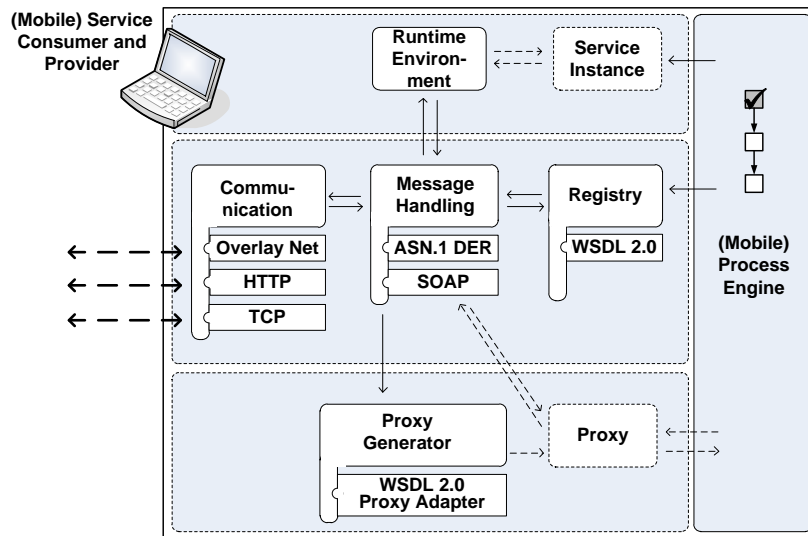 (Mobile) Service
Consumer and
Provider
Runtime
Environ-
ment
Service
Instance
Commu-
nication
Message
Handling
Registry
Overlay Net
ASN.1 DER
WSDL 2.0
HTTP
SOAP
TCP
(Mobile)
Process
Engine
Proxy
Generator
Proxy
WSDL 2.0
Proxy Adapter